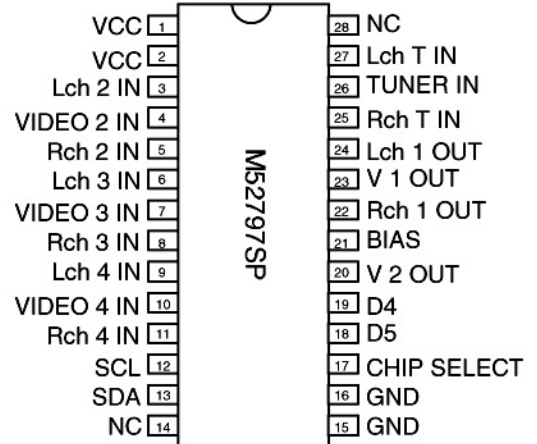 VCC 1
VCC 2
Lch 2 IN 3
VIDEO 2 IN 4
Rch 2 IN 5
Lch 3 IN 6
VIDEO 3 IN 7
Rch 3 IN 8
Lch 4 IN 9
VIDEO 4 IN 10
Rch 4 IN 11
SCL 12
SDA 13
NC 14
M52797SP
28 NC
27 Lch T IN
26 TUNER IN
25 Rch T IN
24 Lch 1 OUT
23 V 1 OUT
22 Rch 1 OUT
21 BIAS
20 V 2 OUT
19 D4
18 D5
17 CHIP SELECT
16 GND
15 GND